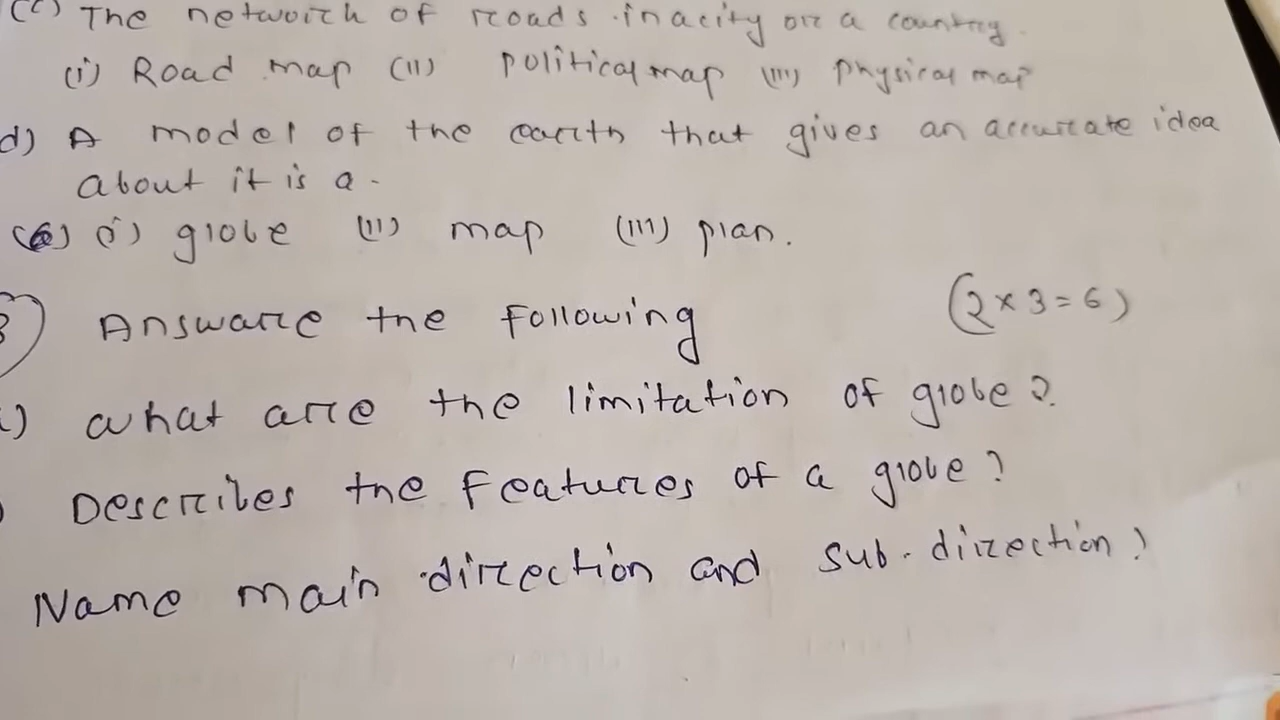 (c) The network of roads in a city or a country.
(i) Road map (ii) political map (iii) physical map
d) A model of the earth that gives an accurate idea
about it is a -
(i) globe (ii) map (iii) plan.
Answare the following (2 x 3 = 6)
what are the limitation of globe?
Describes the features of a globe?
Name main direction and sub-direction?